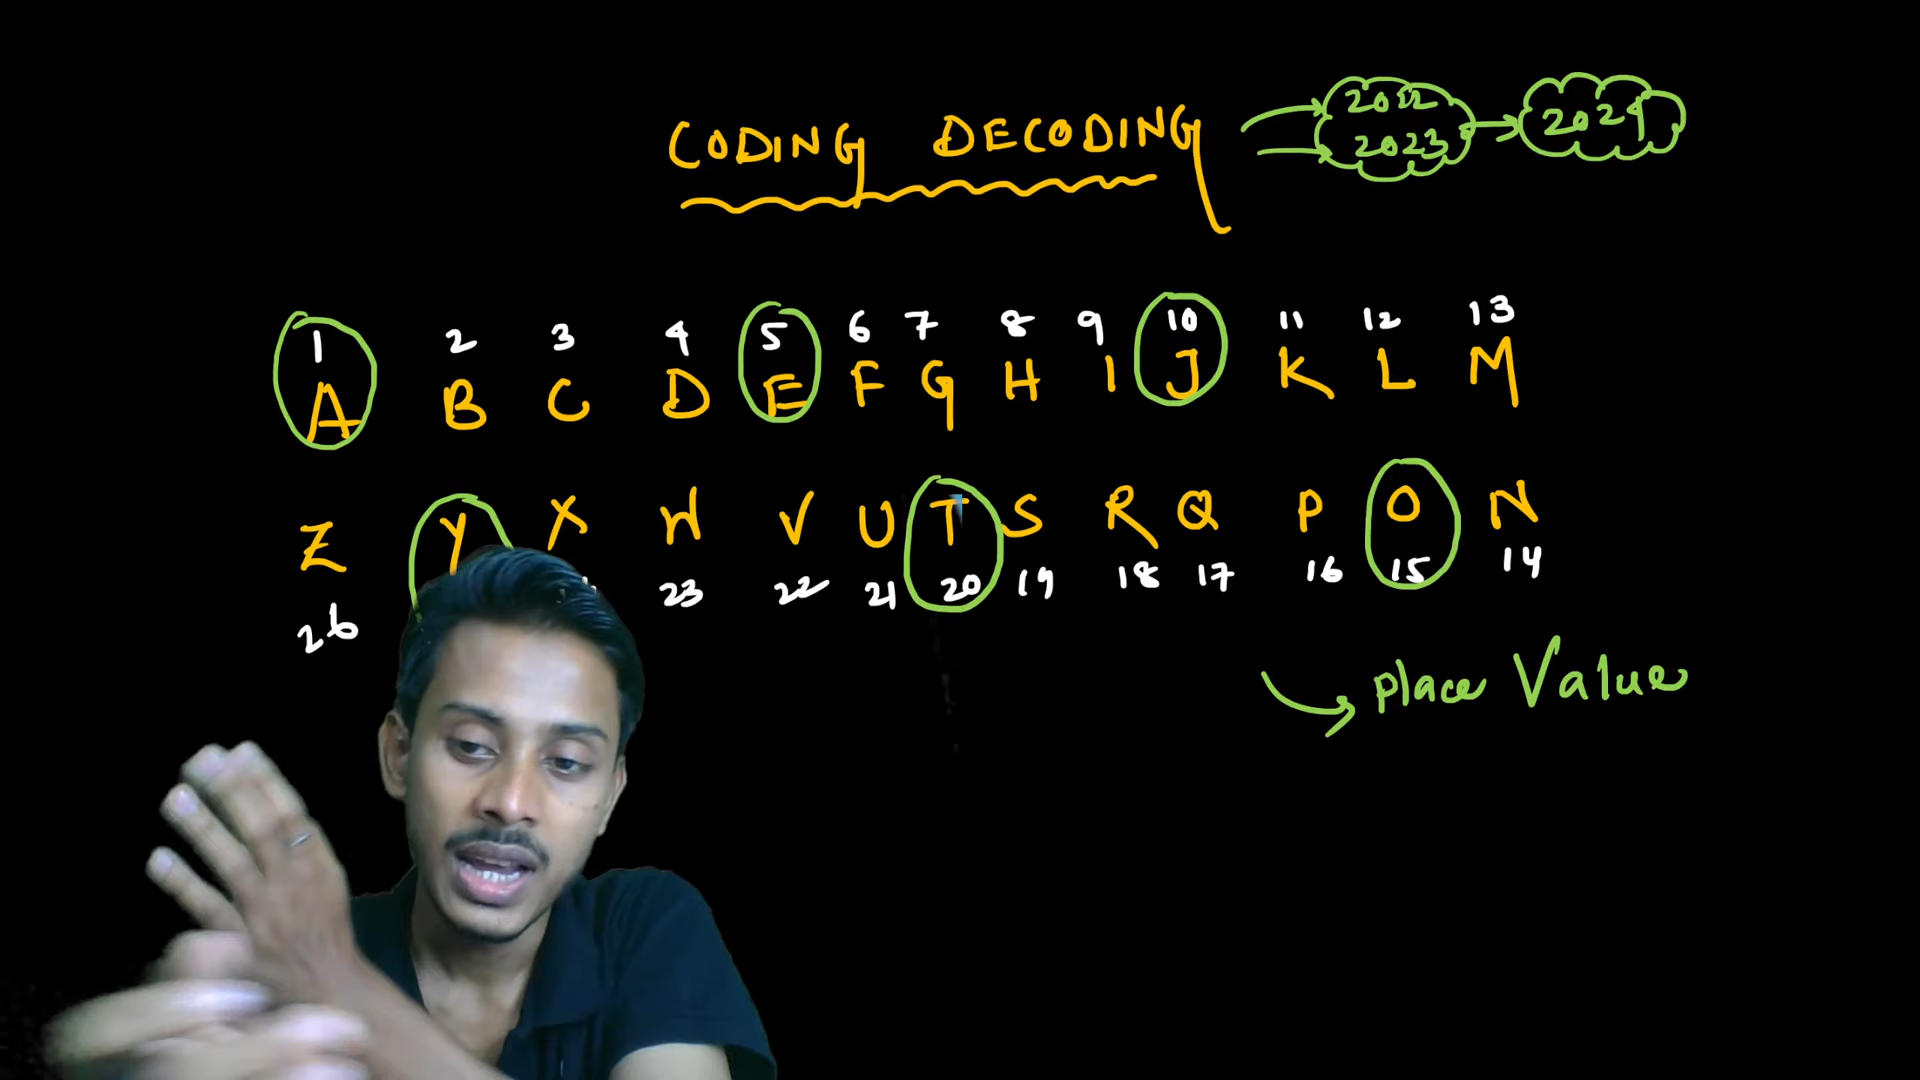 CODING DECODING
2022
2023
2024
1 2 3 4 5 6 7 8 9 10 11 12 13
A B C D E F G H I J K L M
Z Y X W V U T S R Q P O N
26 23 22 21 20 19 18 17 16 15 14
Place Value